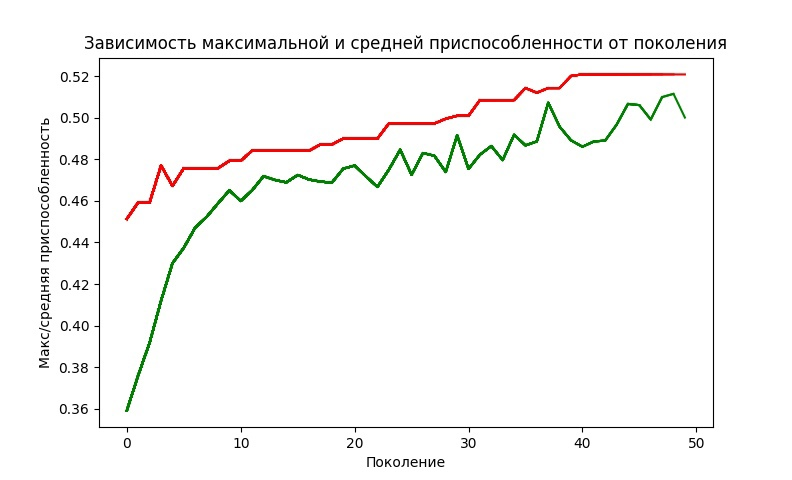 Зависимость максимальной и средней приспособленности от поколения
Макс/средняя приспособленность
0.52
0.50
0.48
0.46
0.44
0.42
0.40
0.38
0.36
0 10 20 30 40 50
Поколение